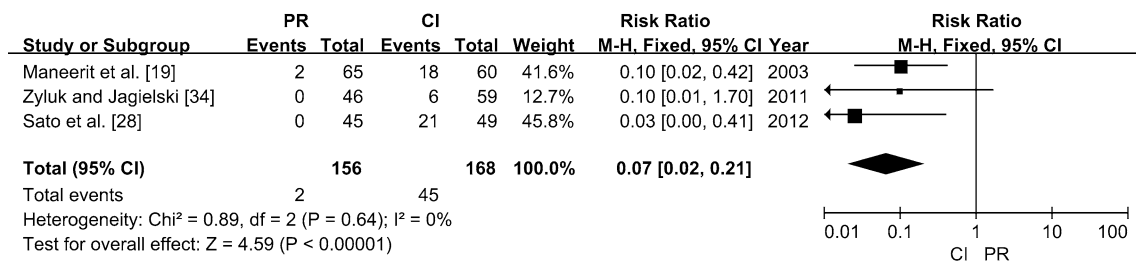 PR CI Risk Ratio Risk Ratio
Study or Subgroup Events Total Events Total Weight M-H, Fixed, 95% CI Year M-H, Fixed, 95% CI
Maneerit et al. [19] 2 65 18 60 41.6% 0.10 [0.02, 0.42] 2003
Zyluk and Jagielski [34] 0 46 6 59 12.7% 0.10 [0.01, 1.70] 2011
Sato et al. [28] 0 45 21 49 45.8% 0.03 [0.00, 0.41] 2012
Total (95% CI) 156 168 100.0% 0.07 [0.02, 0.21]
Total events 2 45
Heterogeneity: Chi² = 0.89, df = 2 (P = 0.64); I² = 0%
Test for overall effect: Z = 4.59 (P < 0.00001)
0.01 0.1 1 10 100
CI PR